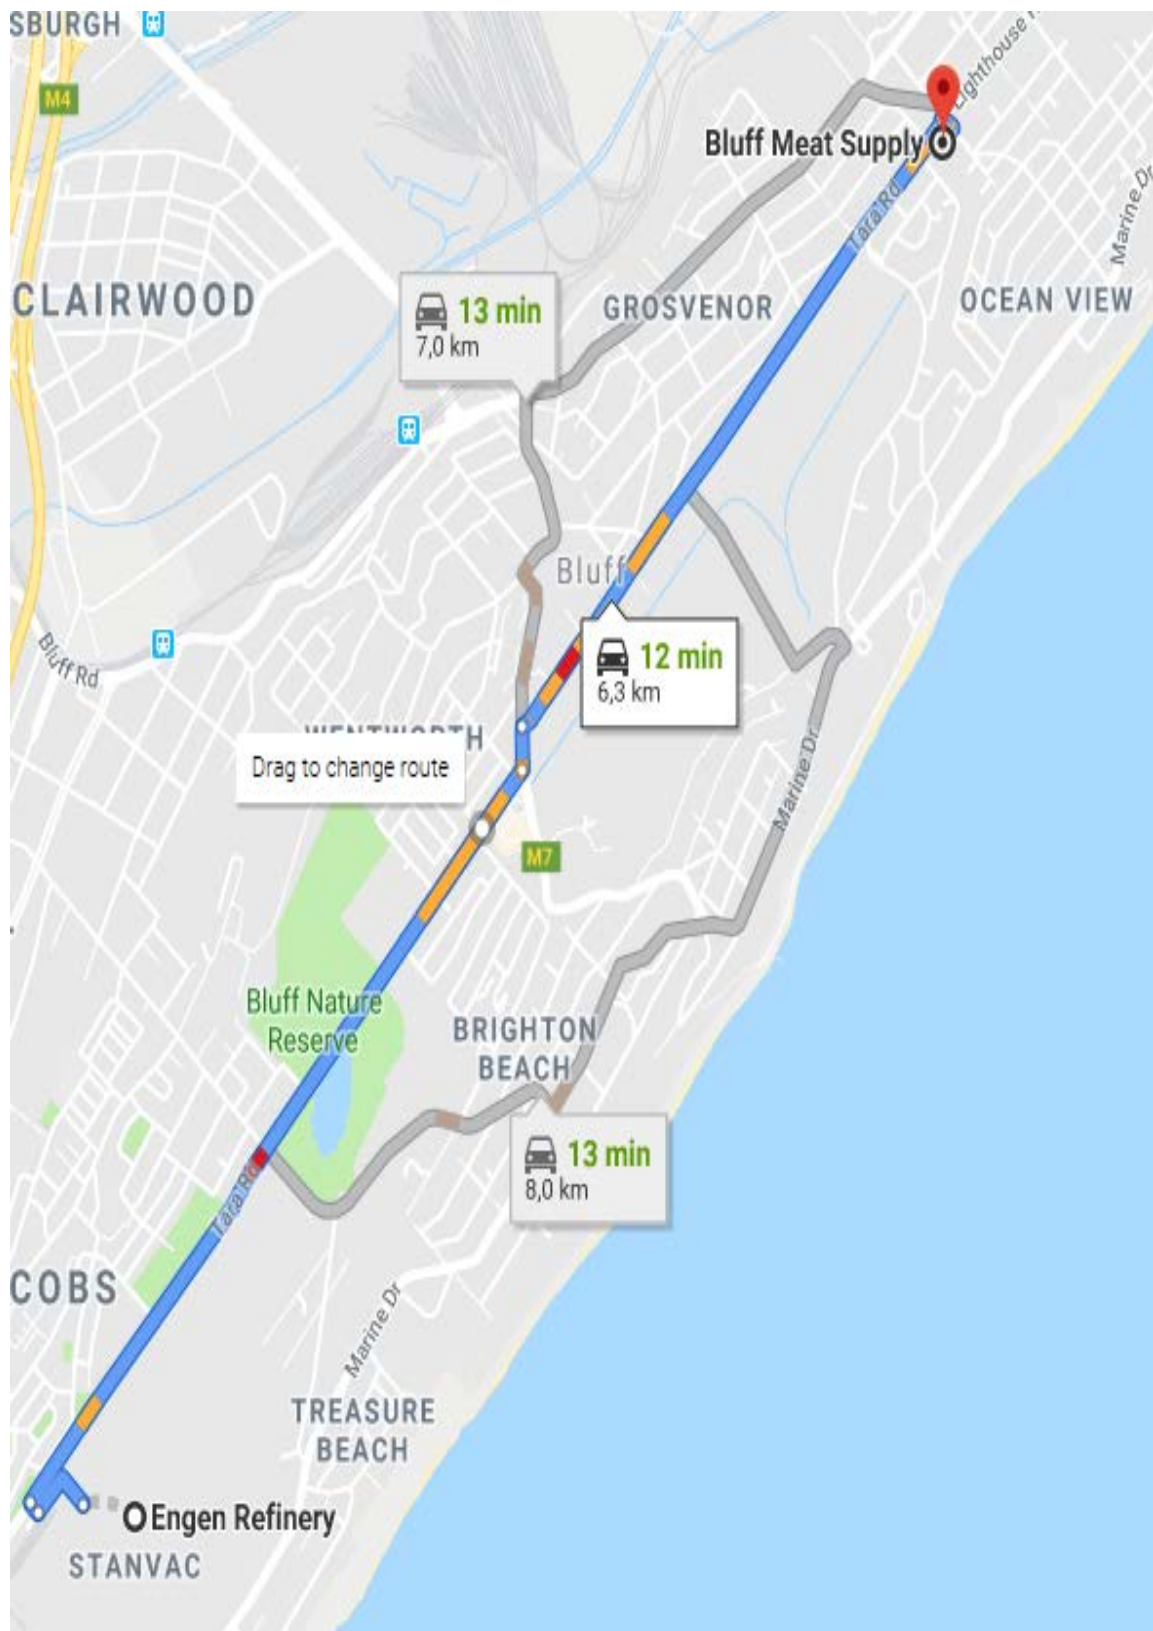 SBURGH
M4
Lighthouse
Bluff Meat Supply
Marine Dr
Tara Rd
CLAIRWOOD
13 min
7,0 km
GROSVENOR
OCEAN VIEW
Bluff
Bluff Rd
12 min
6,3 km
WENTWORTH
Drag to change route
Marine Dr
M7
Bluff Nature
Reserve
BRIGHTON
BEACH
13 min
8,0 km
Tara Rd
COBS
Marine Dr
TREASURE
BEACH
Engen Refinery
STANVAC